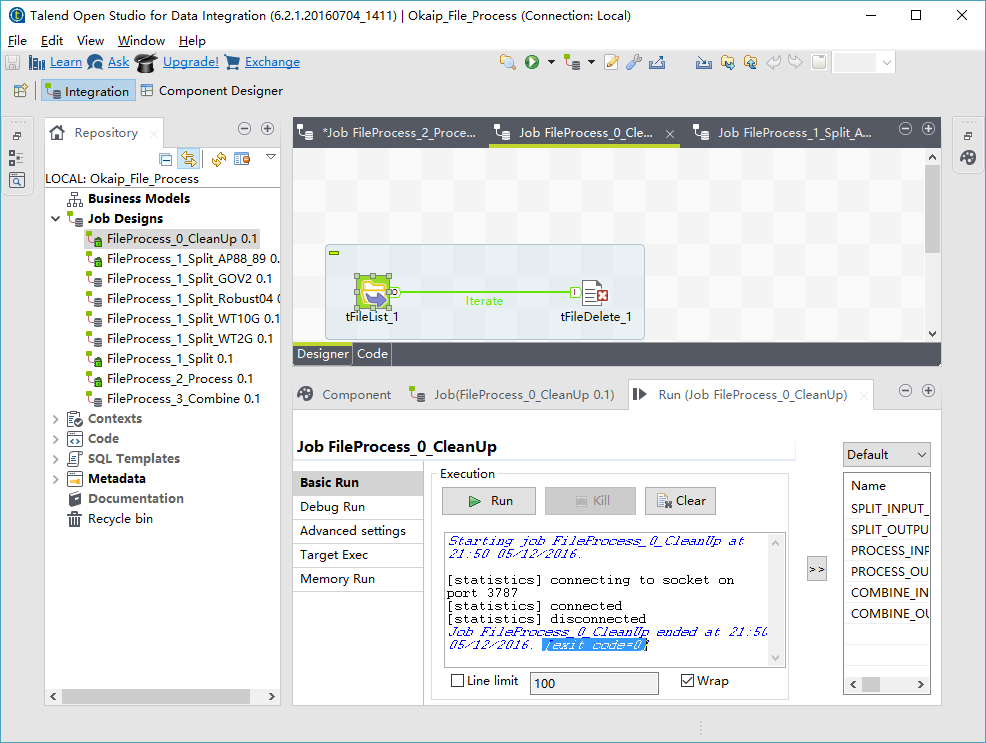 Talend Open Studio for Data Integration (6.2.1.20160704_1411) | Okaip_File_Process (Connection: Local)
File Edit View Window Help
Learn Ask Upgrade! Exchange
Integration Component Designer
Repository
LOCAL: Okaip_File_Process
Business Models
Job Designs
FileProcess_0_CleanUp 0.1
FileProcess_1_Split_AP88_89 0.
FileProcess_1_Split_GOV2 0.1
FileProcess_1_Split_Robust04 0
FileProcess_1_Split_WT10G 0.1
FileProcess_1_Split_WT2G 0.1
FileProcess_1_Split 0.1
FileProcess_2_Process 0.1
FileProcess_3_Combine 0.1
Contexts
Code
SQL Templates
Metadata
Documentation
Recycle bin
*Job FileProcess_2_Proce... Job FileProcess_0_Cle... Job FileProcess_1_Split_A...
Iterate
tFileList_1 tFileDelete_1
Designer Code
Component Job(FileProcess_0_CleanUp 0.1) Run (Job FileProcess_0_CleanUp)
Job FileProcess_0_CleanUp
Basic Run
Debug Run
Advanced settings
Target Exec
Memory Run
Execution
Run Kill Clear
Starting job FileProcess_0_CleanUp at
21:50 05/12/2016.
[statistics] connecting to socket on
port 3787
[statistics] connected
[statistics] disconnected
Job FileProcess_0_CleanUp ended at 21:50
05/12/2016. [exit code=0]
Line limit 100 Wrap
>>
Default
Name
SPLIT_INPUT_
SPLIT_OUTPU
PROCESS_INP
PROCESS_OU
COMBINE_IN
COMBINE_OU